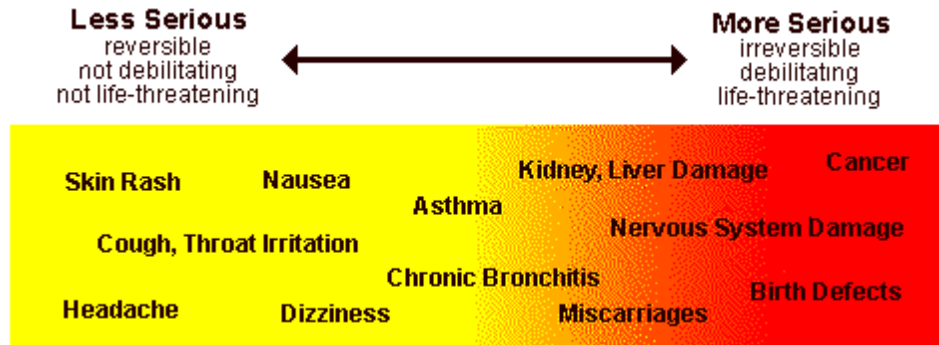 Less Serious
reversible
not debilitating
not life-threatening
More Serious
irreversible
debilitating
life-threatening
Skin Rash
Nausea
Kidney, Liver Damage
Cancer
Asthma
Cough, Throat Irritation
Nervous System Damage
Chronic Bronchitis
Birth Defects
Headache
Dizziness
Miscarriages